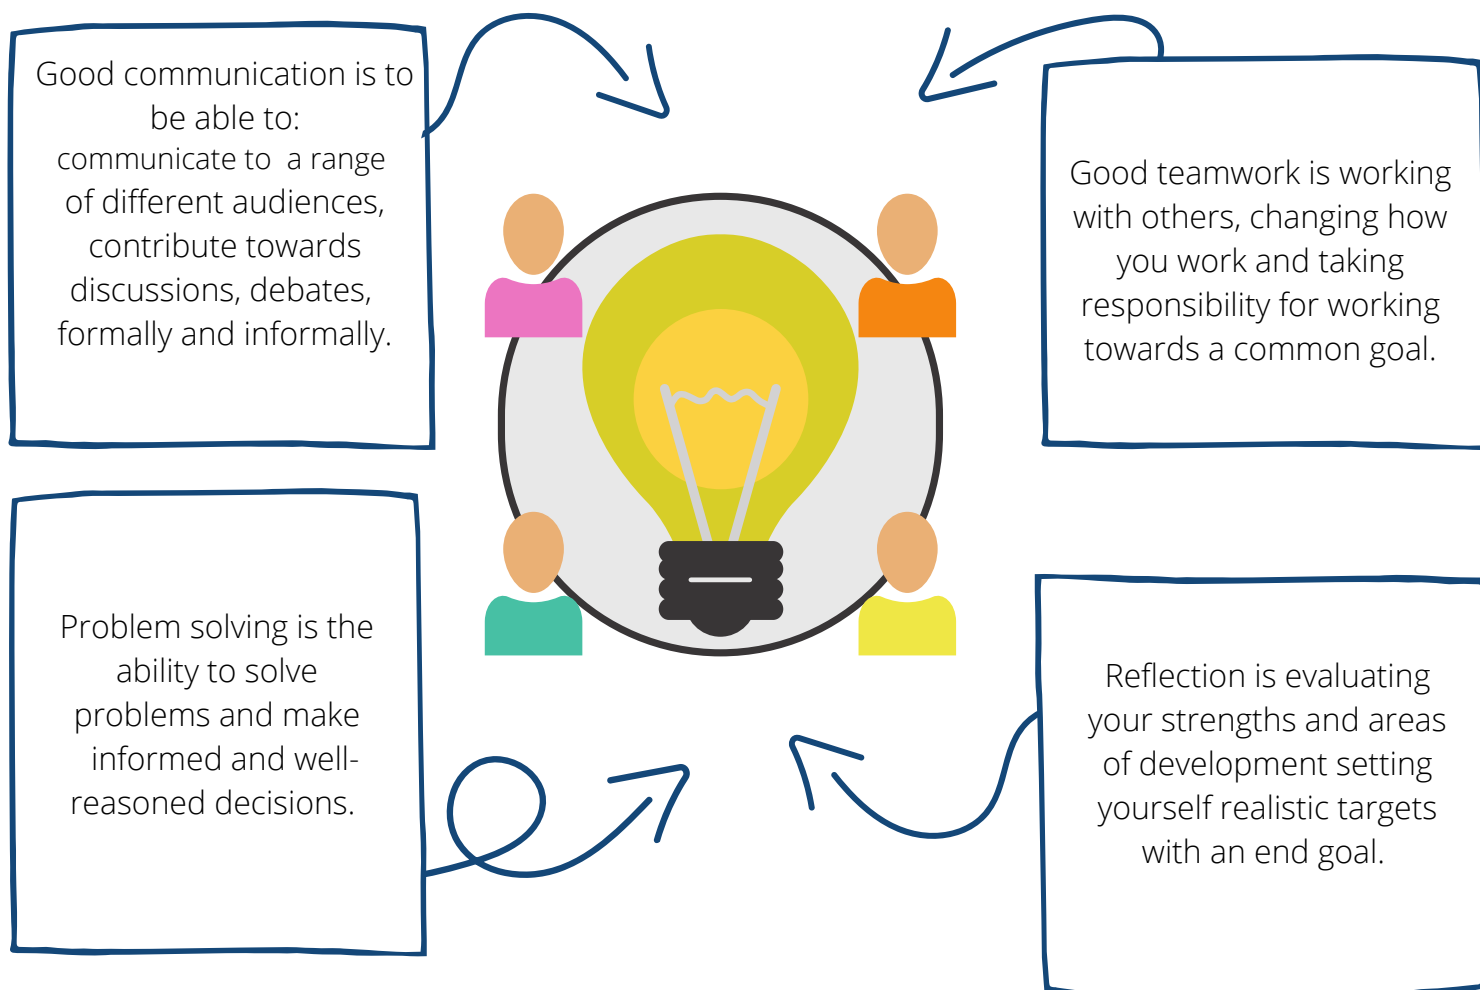 Good communication is to
be able to:
communicate to a range
of different audiences,
contribute towards
discussions, debates,
formally and informally.
Good teamwork is working
with others, changing how
you work and taking
responsibility for working
towards a common goal.
Problem solving is the
ability to solve
problems and make
informed and well-
reasoned decisions.
Reflection is evaluating
your strengths and areas
of development setting
yourself realistic targets
with an end goal.